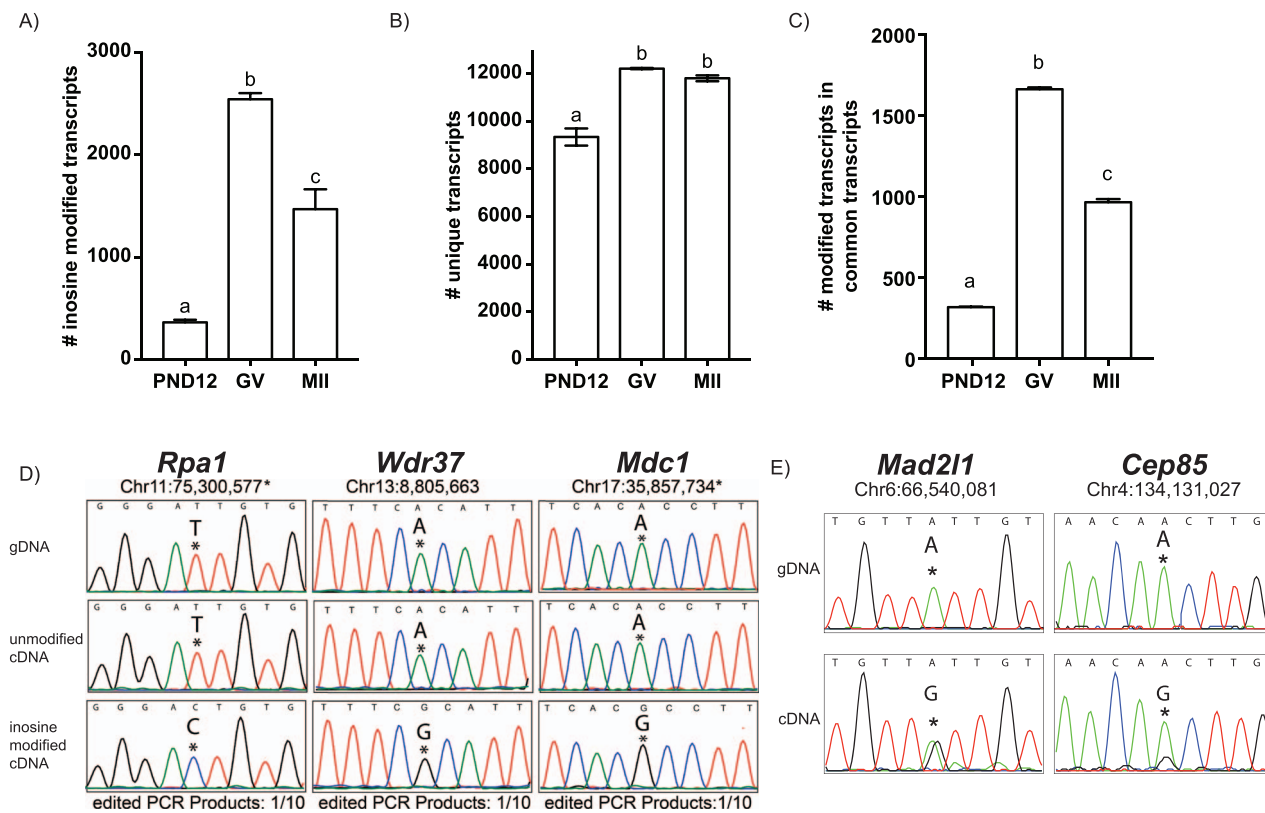 A)
# inosine modified transcripts
3000
2000
1000
0
a
b
c
PND12 GV MII
B)
# unique transcripts
12000
10000
8000
6000
4000
2000
0
a
b
b
PND12 GV MII
C)
# modified transcripts in
common transcripts
2000
1500
1000
500
0
a
b
c
PND12 GV MII
D)
Rpa1 Wdr37 Mdc1
Chr11:75,300,577* Chr13:8,805,663 Chr17:35,857,734*
gDNA
G G G A T T G T G
T
*
T T T C A C A T T
A
*
T C A C A C C T T
A
*
unmodified
cDNA
G G G A T T G T G
T
*
T T T C A C A T T
A
*
T C A C A C C T T
A
*
inosine
modified
cDNA
G G G A C T G T G
C
*
T T T C G C A T T
G
*
T C A C G C C T T
G
*
edited PCR Products: 1/10 edited PCR Products: 1/10 edited PCR Products: 1/10
E)
Mad2l1 Cep85
Chr6:66,540,081 Chr4:134,131,027
gDNA
T G T T A T T G T
A
*
A A C A A C T T G
A
*
cDNA
T G T T A T T G T
G
*
A A C A A C T T G
G
*